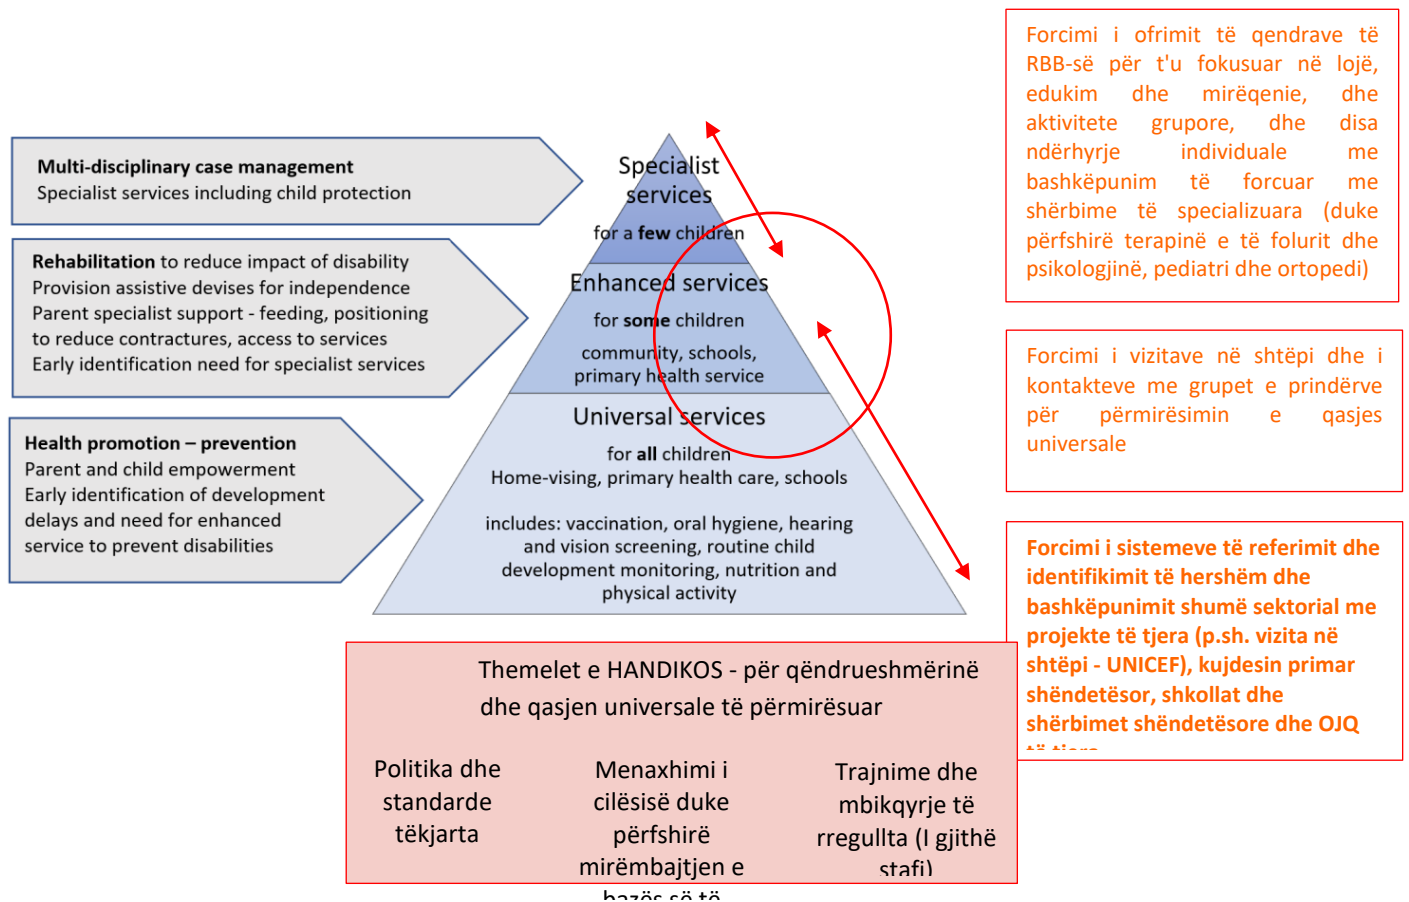 Multi-disciplinary case management
Specialist services including child protection
Rehabilitation to reduce impact of disability
Provision assistive devises for independence
Parent specialist support - feeding, positioning
to reduce contractures, access to services
Early identification need for specialist services
Health promotion – prevention
Parent and child empowerment
Early identification of development
delays and need for enhanced
service to prevent disabilities
Specialist
services
for a few children
Enhanced services
for some children
community, schools,
primary health service
Universal services
for all children
Home-vising, primary health care, schools
includes: vaccination, oral hygiene, hearing
and vision screening, routine child
development monitoring, nutrition and
physical activity
Forcimi i ofrimit të qendrave të
RBB-së për t'u fokusuar në lojë,
edukim dhe mirëqenie, dhe
aktivitete grupore, dhe disa
ndërhyrje individuale me
bashkëpunim të forcuar me
shërbime të specializuara (duke
përfshirë terapinë e të folurit dhe
psikologjinë, pediatri dhe ortopedi)
Forcimi i vizitave në shtëpi dhe i
kontakteve me grupet e prindërve
për përmirësimin e qasjes
universale
Forcimi i sistemeve të referimit dhe
identifikimit të hershëm dhe
bashkëpunimit shumë sektorial me
projekte të tjera (p.sh. vizita në
shtëpi - UNICEF), kujdesin primar
shëndetësor, shkollat dhe
shërbimet shëndetësore dhe OJQ
Themelet e HANDIKOS - për qëndrueshmërinë
dhe qasjen universale të përmirësuar
Politika dhe
standarde
tëkjarta
Menaxhimi i
cilësisë duke
përfshirë
mirëmbajtjen e
bazës së të
Trajnime dhe
mbikqyrje të
rregullta (I gjithë
stafi)